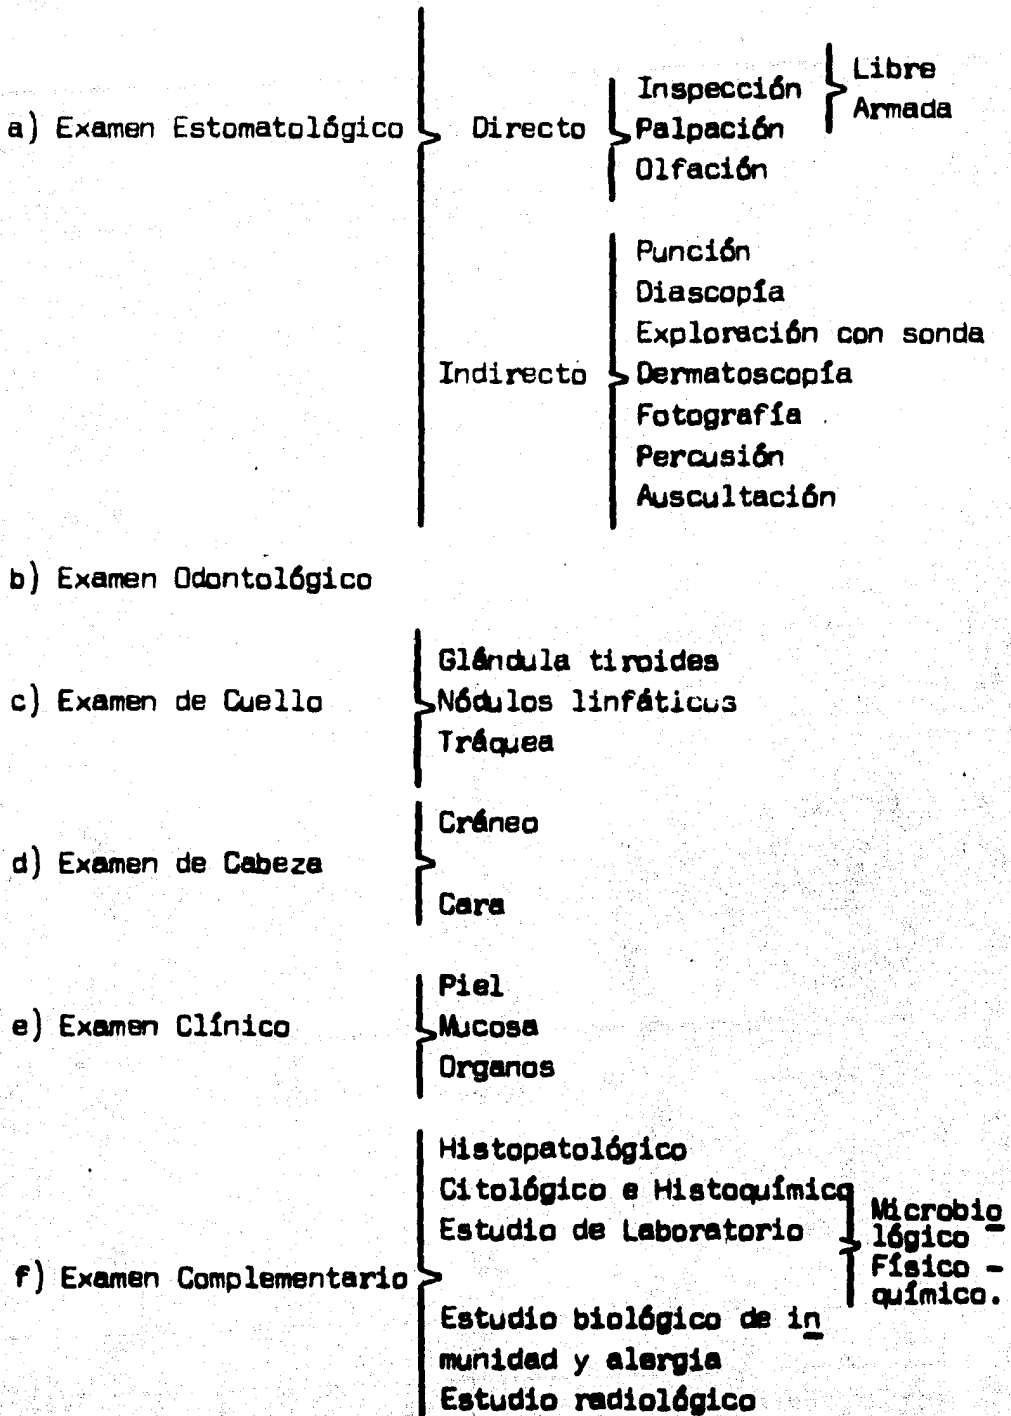 a) Examen Estomatológico
Directo
Inspección
Libre
Armada
Palpación
Olfación
Indirecto
Punción
Diascopía
Exploración con sonda
Dermatoscopía
Fotografía
Percusión
Auscultación
b) Examen Odontológico
c) Examen de Cuello
Glándula tiroides
Nódulos linfáticos
Tráquea
d) Examen de Cabeza
Cráneo
Cara
e) Examen Clínico
Piel
Mucosa
Organos
f) Examen Complementario
Histopatológico
Citológico e Histoquímico
Estudio de Laboratorio
Microbio
lógico
Físico -
químico.
Estudio biológico de in
munidad y alergia
Estudio radiológico